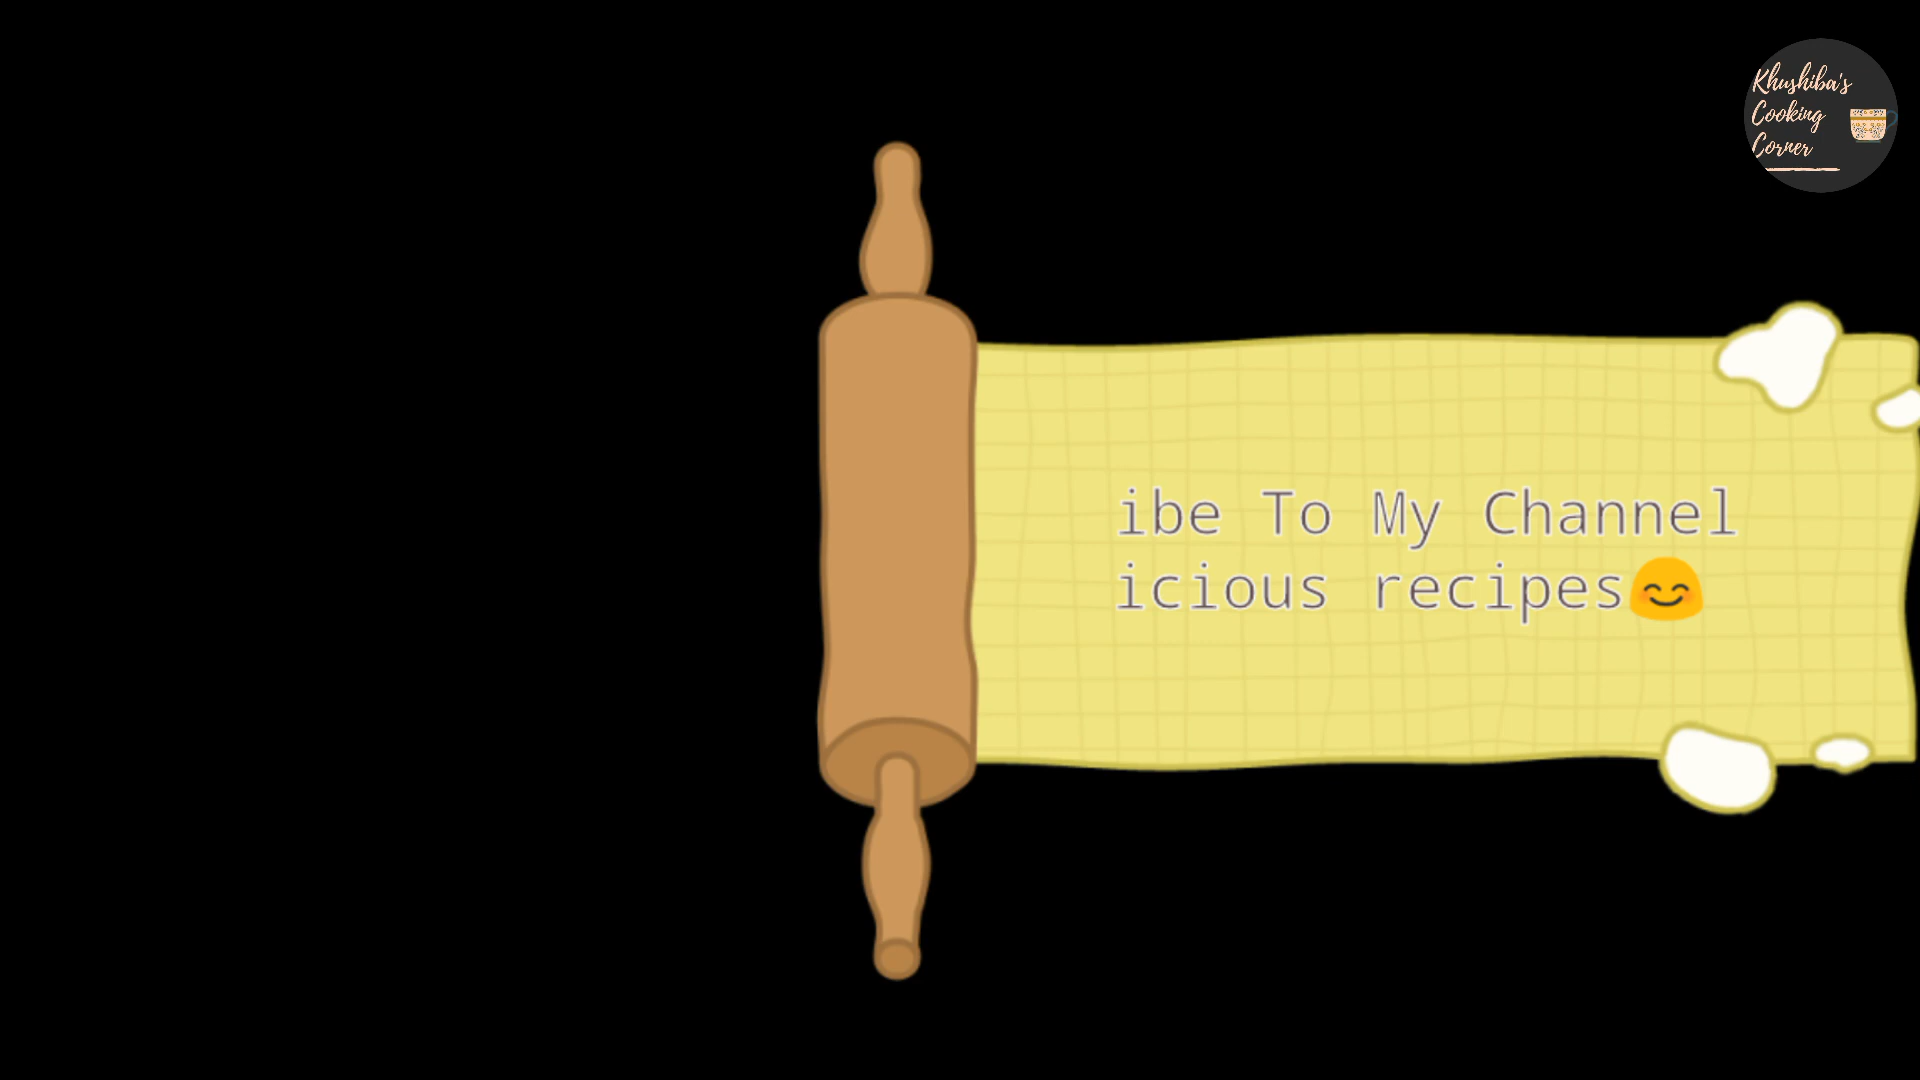 Khushiba's
Cooking
Corner
ibe To My Channel
icious recipes😊